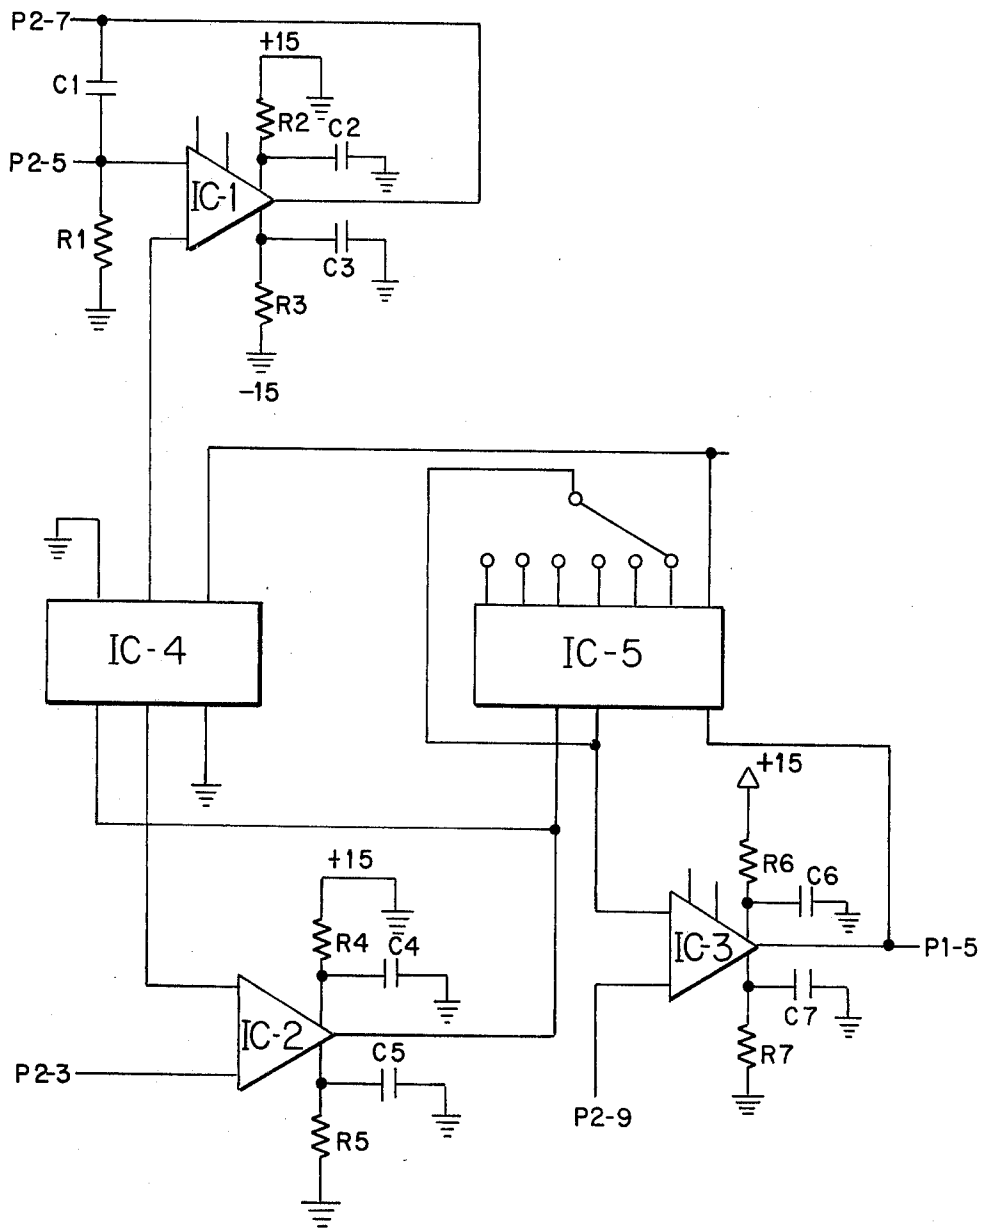 P2-7
+15
C1
R2
C2
P2-5
IC-1
R1
C3
R3
-15
IC-4
IC-5
+15
+15
R6
C6
R4
C4
IC-3
P1-5
IC-2
C7
C5
R7
P2-3
P2-9
R5